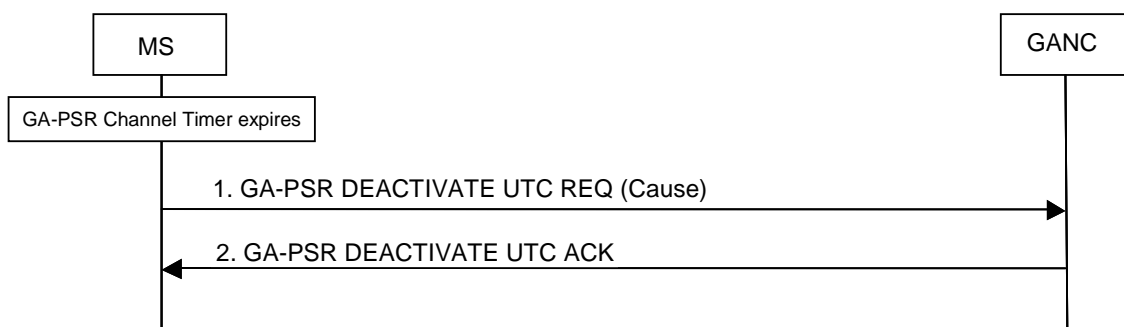 MS
GANC
GA-PSR Channel Timer expires
1. GA-PSR DEACTIVATE UTC REQ (Cause)
2. GA-PSR DEACTIVATE UTC ACK